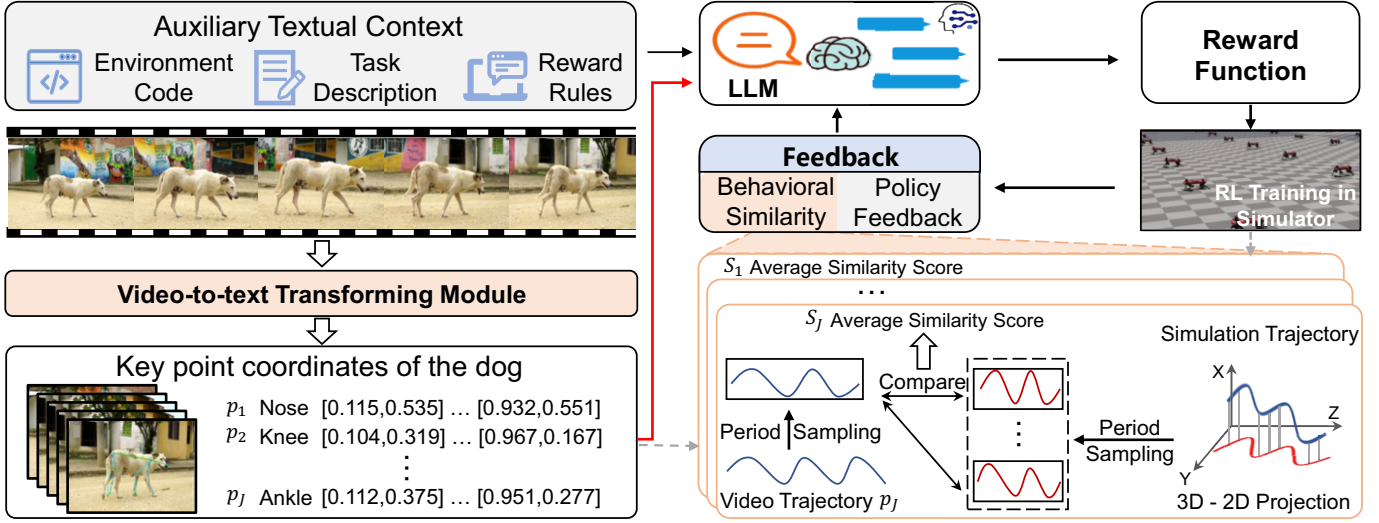 Auxiliary Textual Context
Environment
Code
Task
Description
Reward
Rules
LLM
Reward
Function
Feedback
Behavioral
Similarity
Policy
Feedback
RL Training in
Simulator
Video-to-text Transforming Module
Key point coordinates of the dog
p₁ Nose [0.115,0.535] … [0.932,0.551]
p₂ Knee [0.104,0.319] … [0.967,0.167]
⋮
p_J Ankle [0.112,0.375] … [0.951,0.277]
S₁ Average Similarity Score
…
S_J Average Similarity Score
Compare
Period Sampling
Video Trajectory p_J
⋮
Period
Sampling
Simulation Trajectory
X
Z
Y
3D - 2D Projection